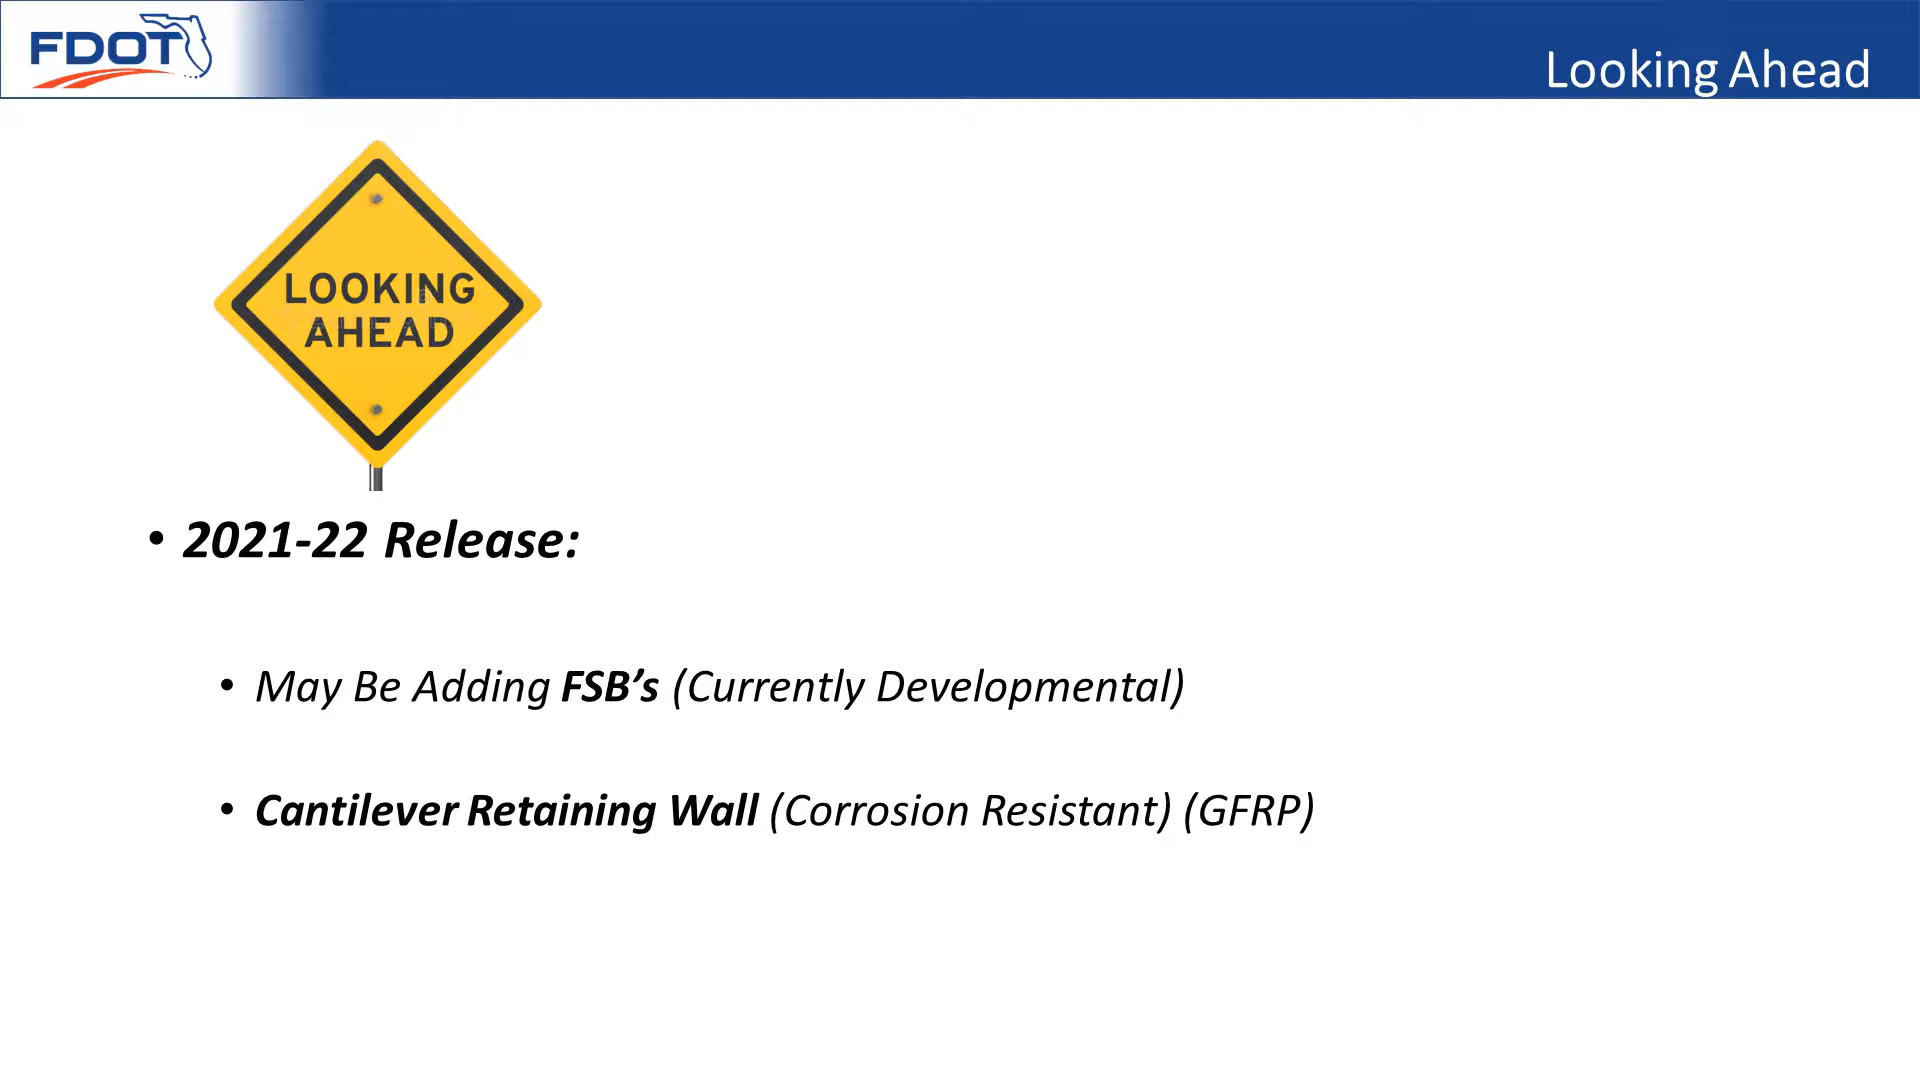 FDOT
Looking Ahead
LOOKING
AHEAD
• 2021-22 Release:
• May Be Adding FSB’s (Currently Developmental)
• Cantilever Retaining Wall (Corrosion Resistant) (GFRP)